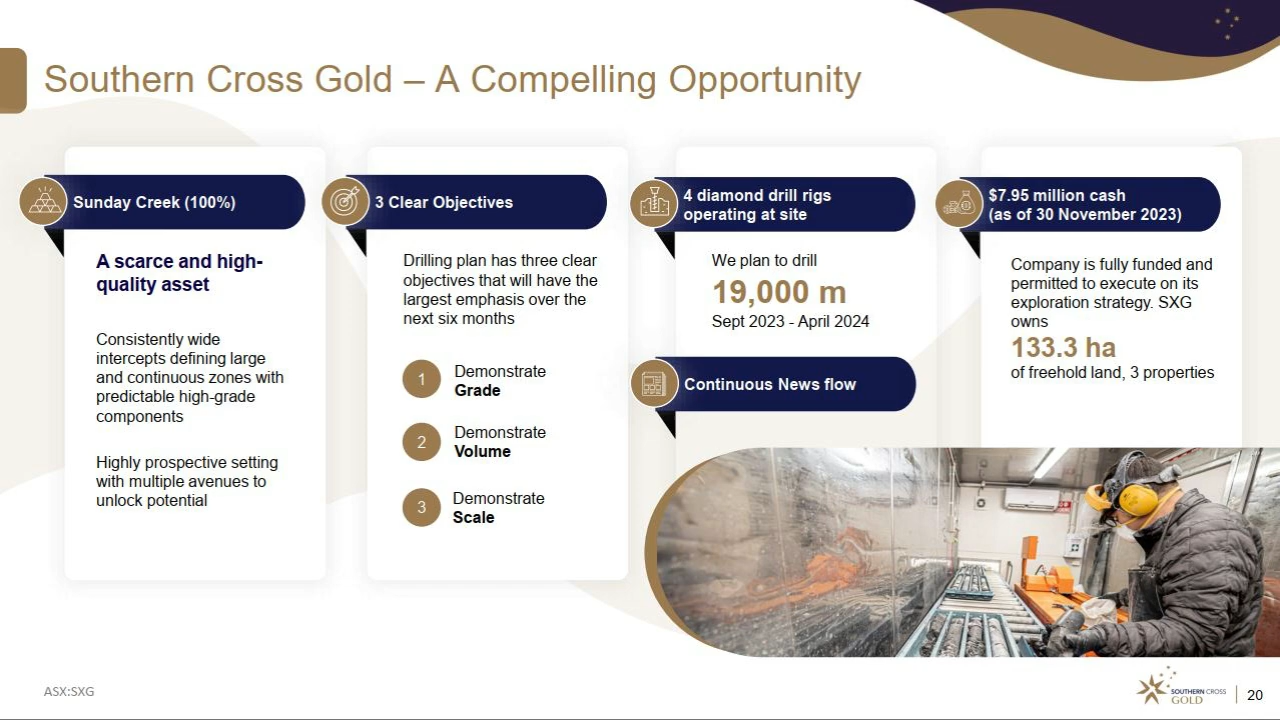 Southern Cross Gold – A Compelling Opportunity
Sunday Creek (100%)
A scarce and high-
quality asset
Consistently wide
intercepts defining large
and continuous zones with
predictable high-grade
components
Highly prospective setting
with multiple avenues to
unlock potential
3 Clear Objectives
Drilling plan has three clear
objectives that will have the
largest emphasis over the
next six months
1
Demonstrate
Grade
2
Demonstrate
Volume
3
Demonstrate
Scale
4 diamond drill rigs
operating at site
We plan to drill
19,000 m
Sept 2023 - April 2024
Continuous News flow
$7.95 million cash
(as of 30 November 2023)
Company is fully funded and
permitted to execute on its
exploration strategy. SXG
owns
133.3 ha
of freehold land, 3 properties
ASX:SXG
SOUTHERN CROSS
GOLD
20